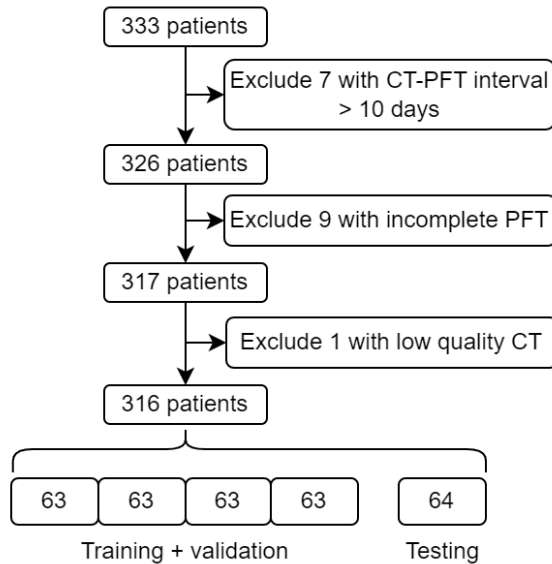 333 patients
Exclude 7 with CT-PFT interval
> 10 days
326 patients
Exclude 9 with incomplete PFT
317 patients
Exclude 1 with low quality CT
316 patients
63 63 63 63 64
Training + validation Testing